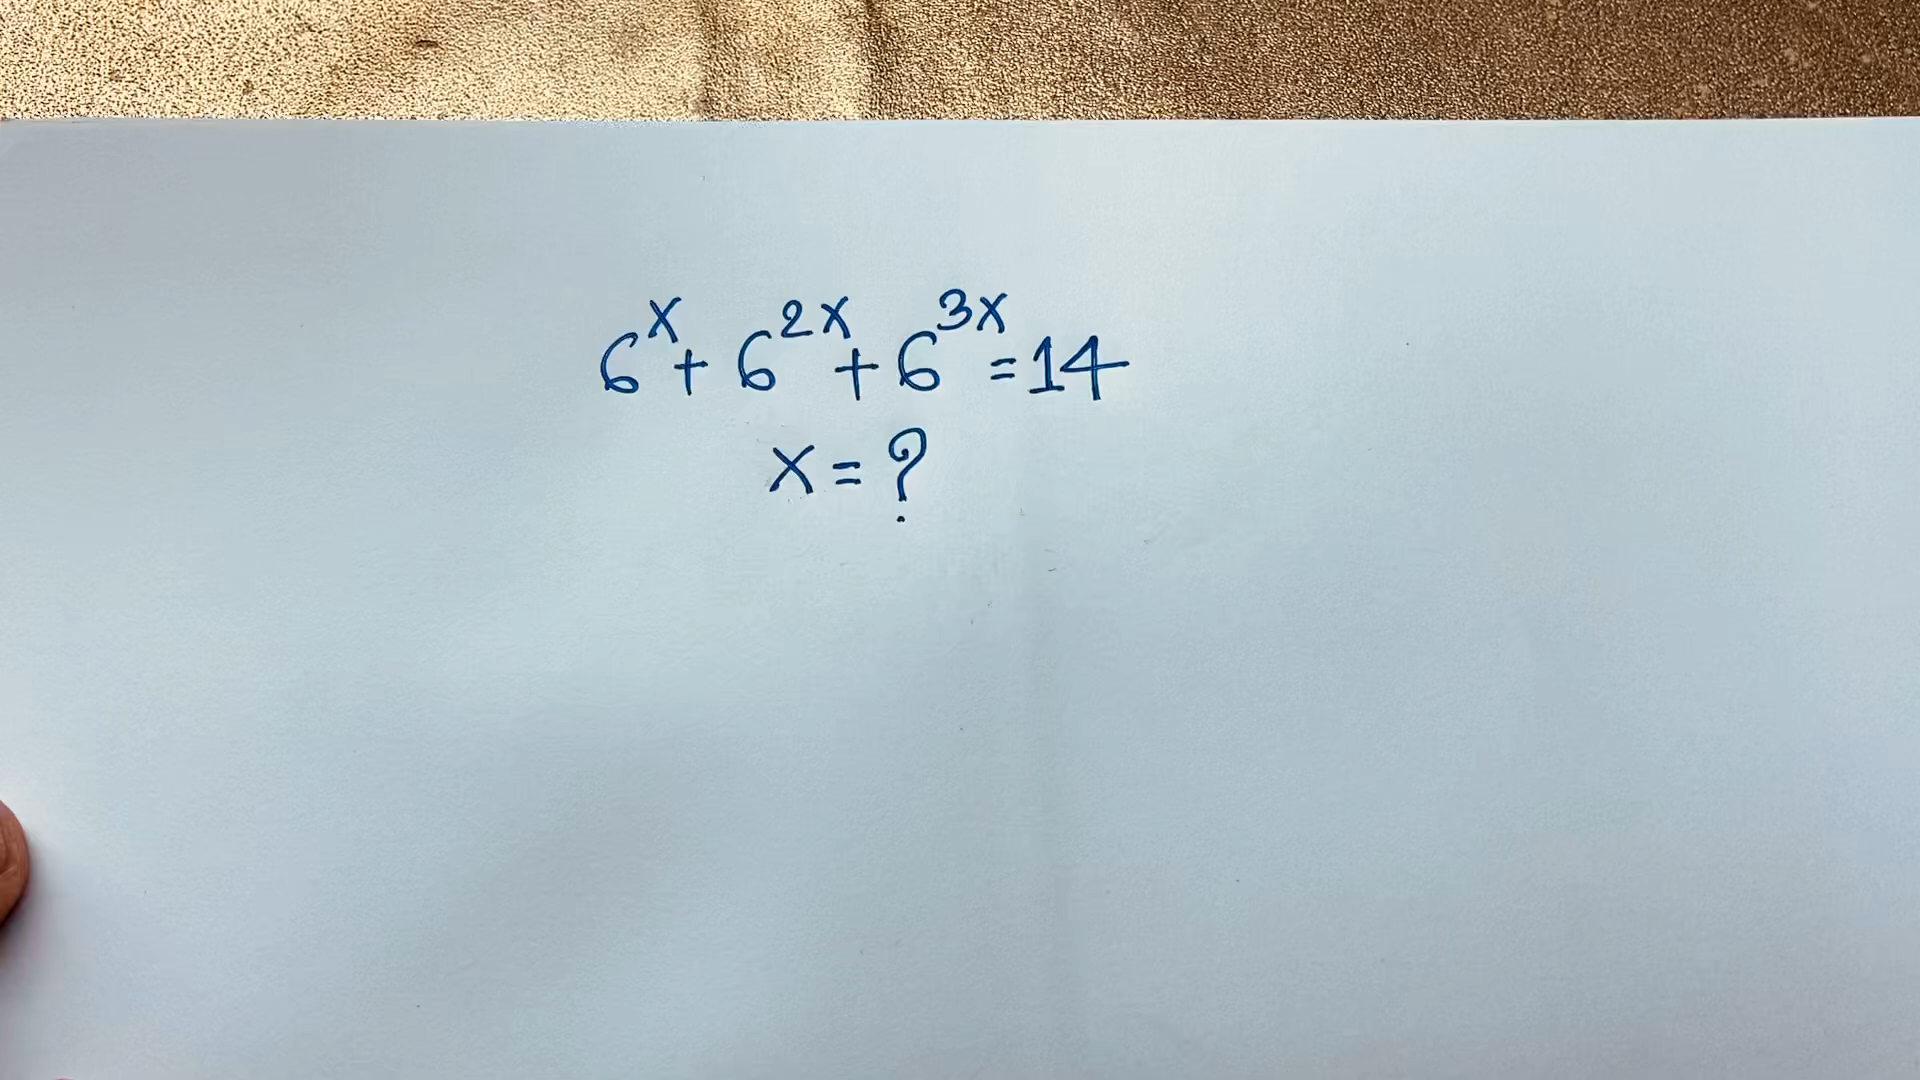 6^x + 6^{2x} + 6^{3x} = 14
x = ?